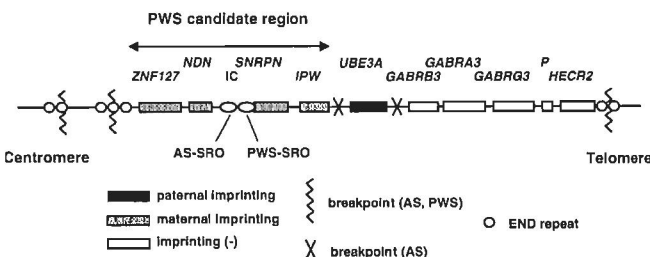 PWS candidate region
NDN SNRPN UBE3A GABRA3 P
ZNF127 IC IPW GABRB3 GABRG3 HECR2
AS-SRO PWS-SRO
Centromere Telomere
paternal imprinting
maternal imprinting
imprinting (-)
breakpoint (AS, PWS)
breakpoint (AS)
END repeat